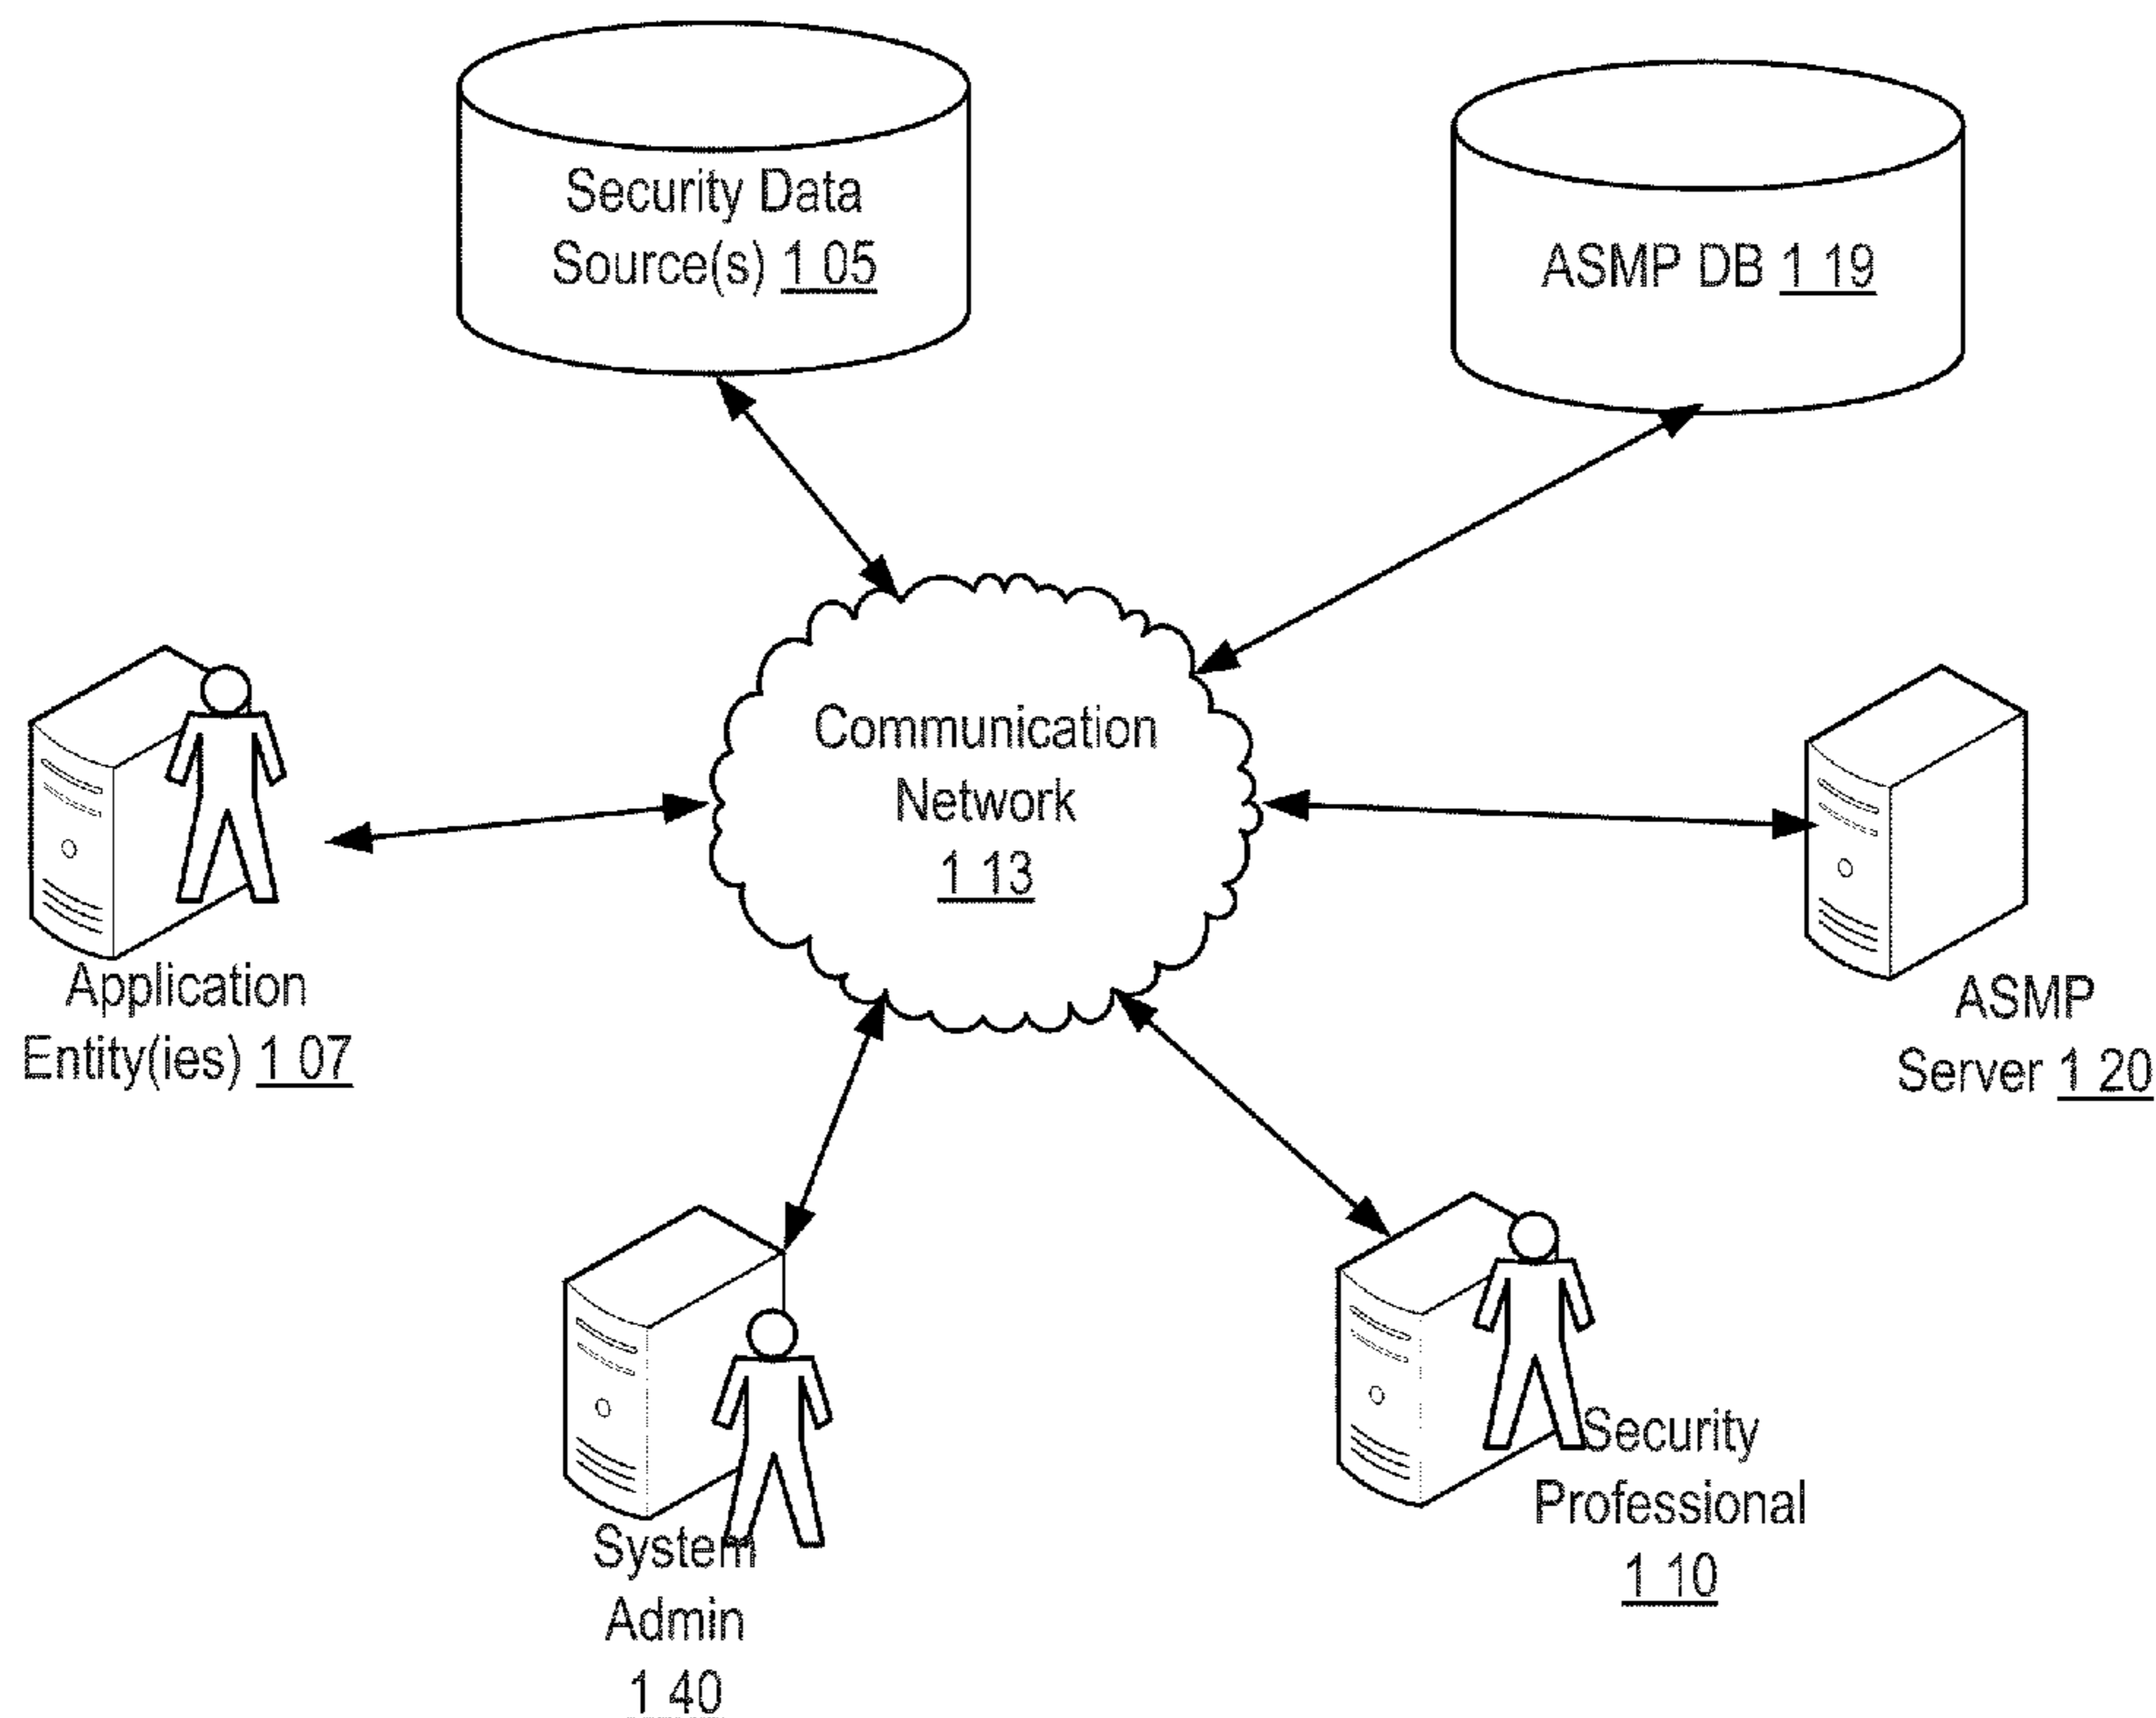 Security Data
Source(s) 1 05
ASMP DB 1 19
Communication
Network
1 13
Application
Entity(ies) 1 07
ASMP
Server 1 20
Security
Professional
1 10
System
Admin
1 40